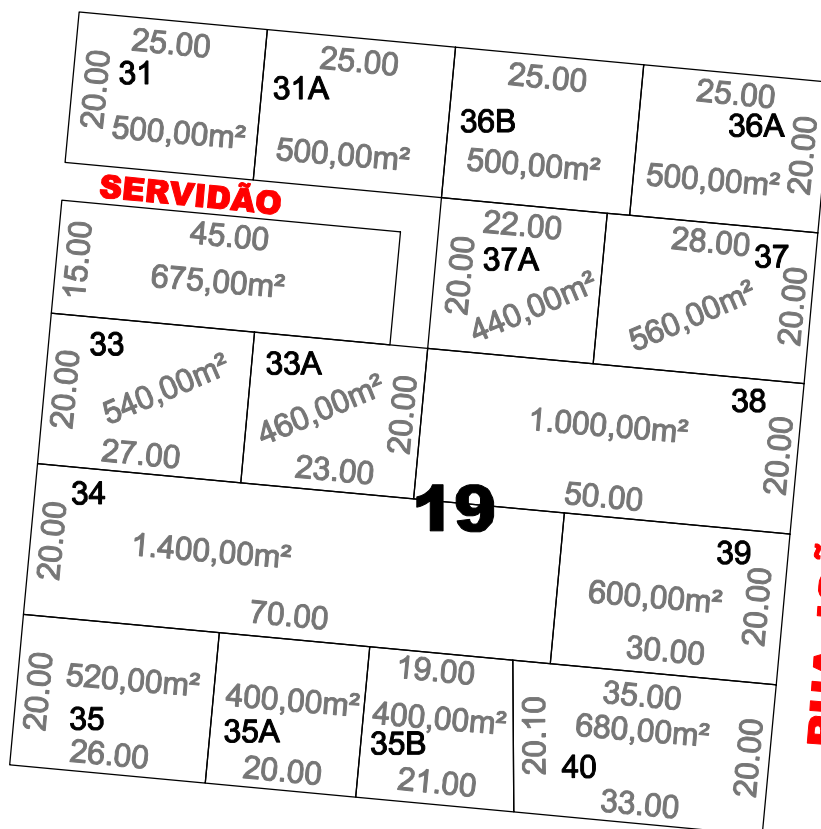 25.00
31
20.00
500,00m²
25.00
31A
500,00m²
25.00
36B
500,00m²
25.00
36A
20.00
500,00m²
SERVIDÃO
45.00
15.00
675,00m²
22.00
37A
20.00
440,00m²
28.00
37
20.00
560,00m²
33
20.00
540,00m²
27.00
33A
460,00m²
20.00
23.00
38
1.000,00m²
20.00
50.00
19
34
20.00
1.400,00m²
70.00
39
600,00m²
20.00
30.00
20.00
520,00m²
35
26.00
400,00m²
35A
20.00
19.00
400,00m²
35B
21.00
20.10
35.00
680,00m²
40
20.00
33.00
RUA